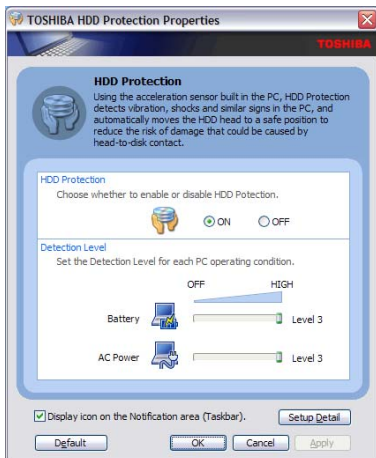 TOSHIBA HDD Protection Properties
TOSHIBA
HDD Protection
Using the acceleration sensor built in the PC, HDD Protection
detects vibration, shocks and similar signs in the PC, and
automatically moves the HDD head to a safe position to
reduce the risk of damage that could be caused by
head-to-disk contact.
HDD Protection
Choose whether to enable or disable HDD Potection.
ON OFF
Detection Level
Set the Detection Level for each PC operating condition.
OFF HIGH
Battery Level 3
AC Power Level 3
Display icon on the Notification area (Taskbar). Setup Detail
Default OK Cancel Apply